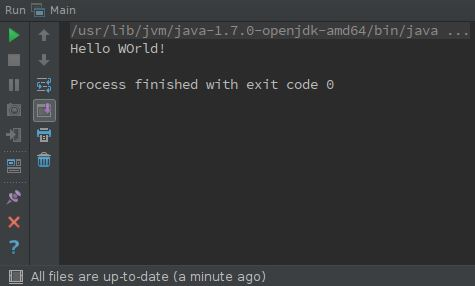 Run Main
/usr/lib/jvm/java-1.7.0-openjdk-amd64/bin/java ...
Hello WOrld!
Process finished with exit code 0
?
All files are up-to-date (a minute ago)